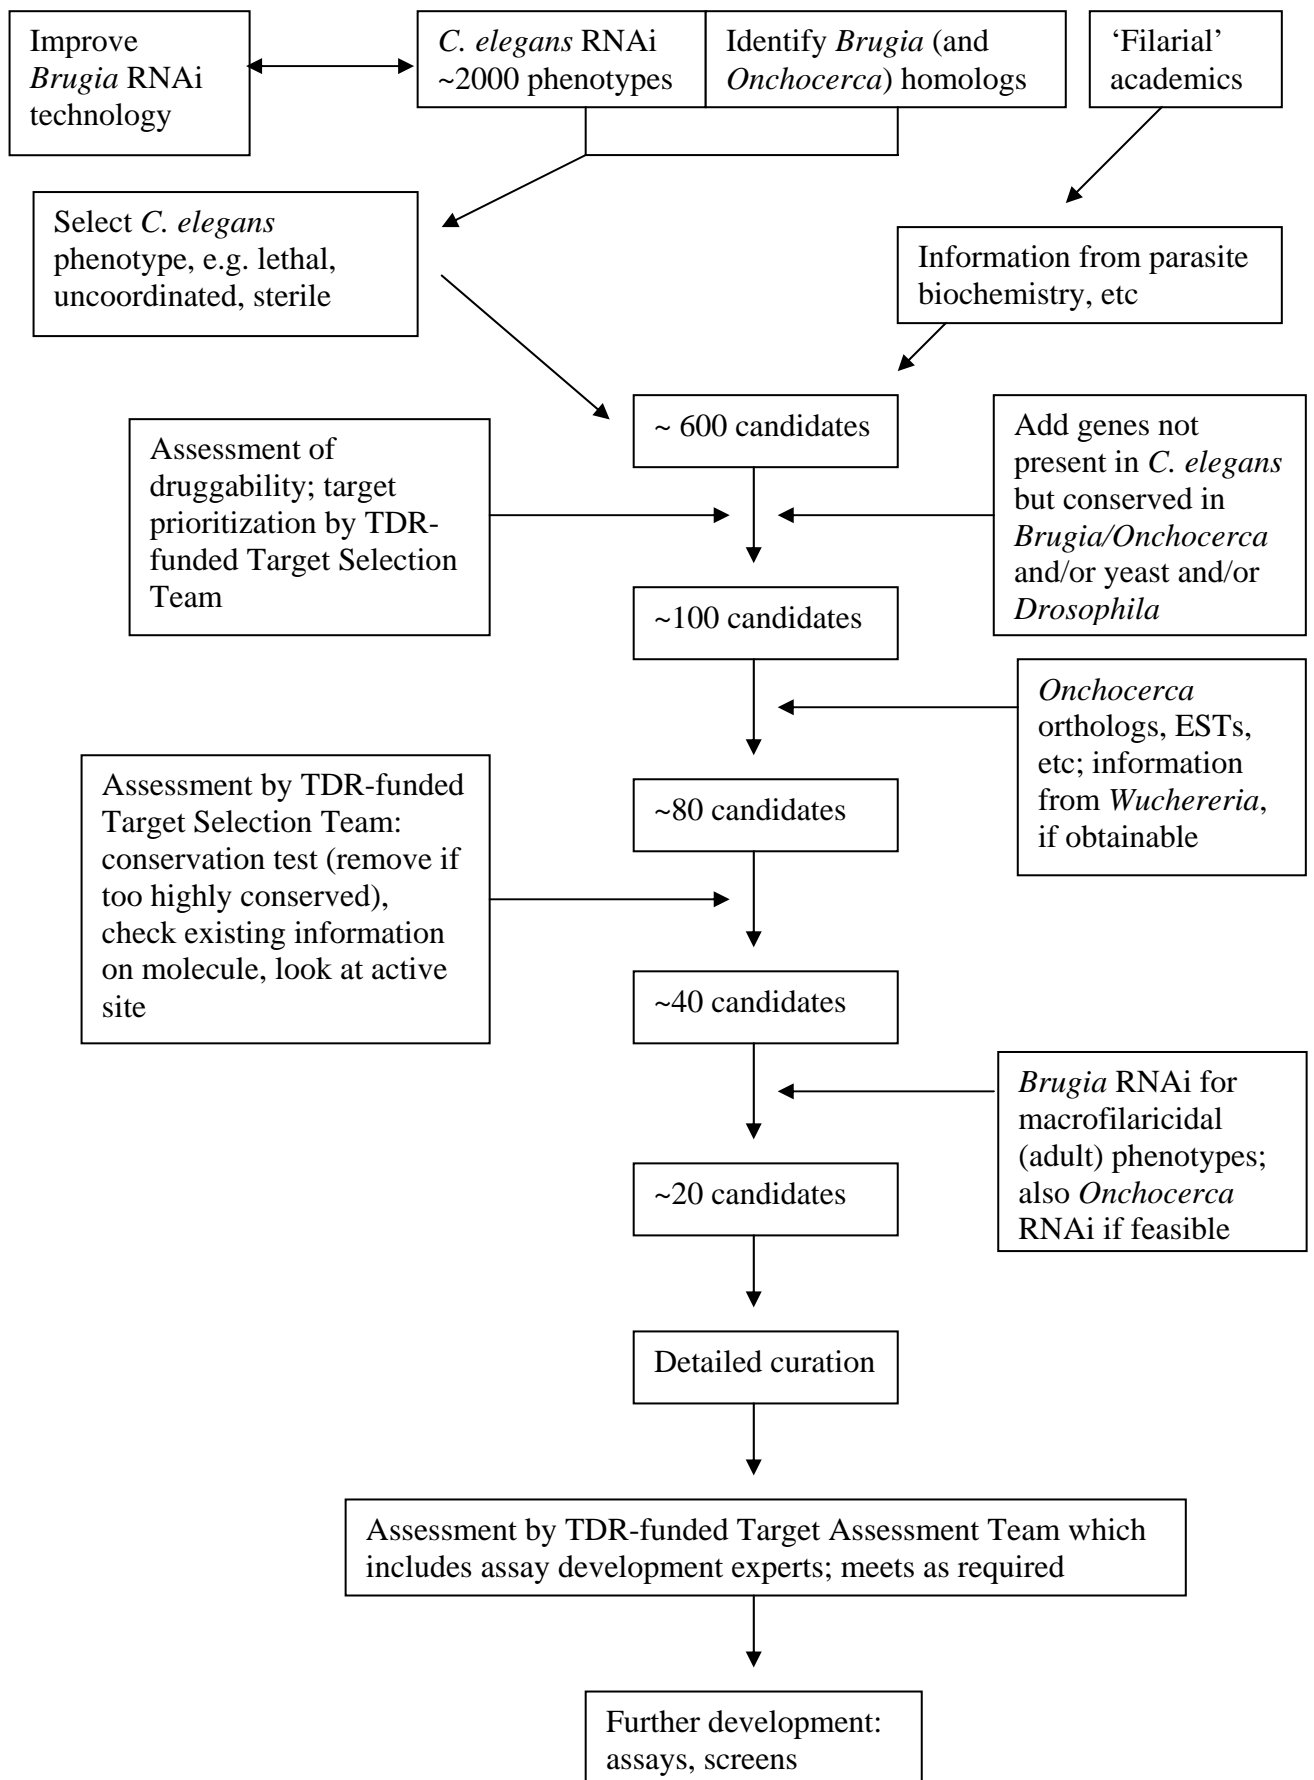 Improve
Brugia RNAi
technology
C. elegans RNAi
~2000 phenotypes
Identify Brugia (and
Onchocerca) homologs
‘Filarial’
academics
Select C. elegans
phenotype, e.g. lethal,
uncoordinated, sterile
Information from parasite
biochemistry, etc
~ 600 candidates
Assessment of
druggability; target
prioritization by TDR-
funded Target Selection
Team
Add genes not
present in C. elegans
but conserved in
Brugia/Onchocerca
and/or yeast and/or
Drosophila
~100 candidates
Onchocerca
orthologs, ESTs,
etc; information
from Wuchereria,
if obtainable
Assessment by TDR-funded
Target Selection Team:
conservation test (remove if
too highly conserved),
check existing information
on molecule, look at active
site
~80 candidates
~40 candidates
Brugia RNAi for
macrofilaricidal
(adult) phenotypes;
also Onchocerca
RNAi if feasible
~20 candidates
Detailed curation
Assessment by TDR-funded Target Assessment Team which
includes assay development experts; meets as required
Further development:
assays, screens